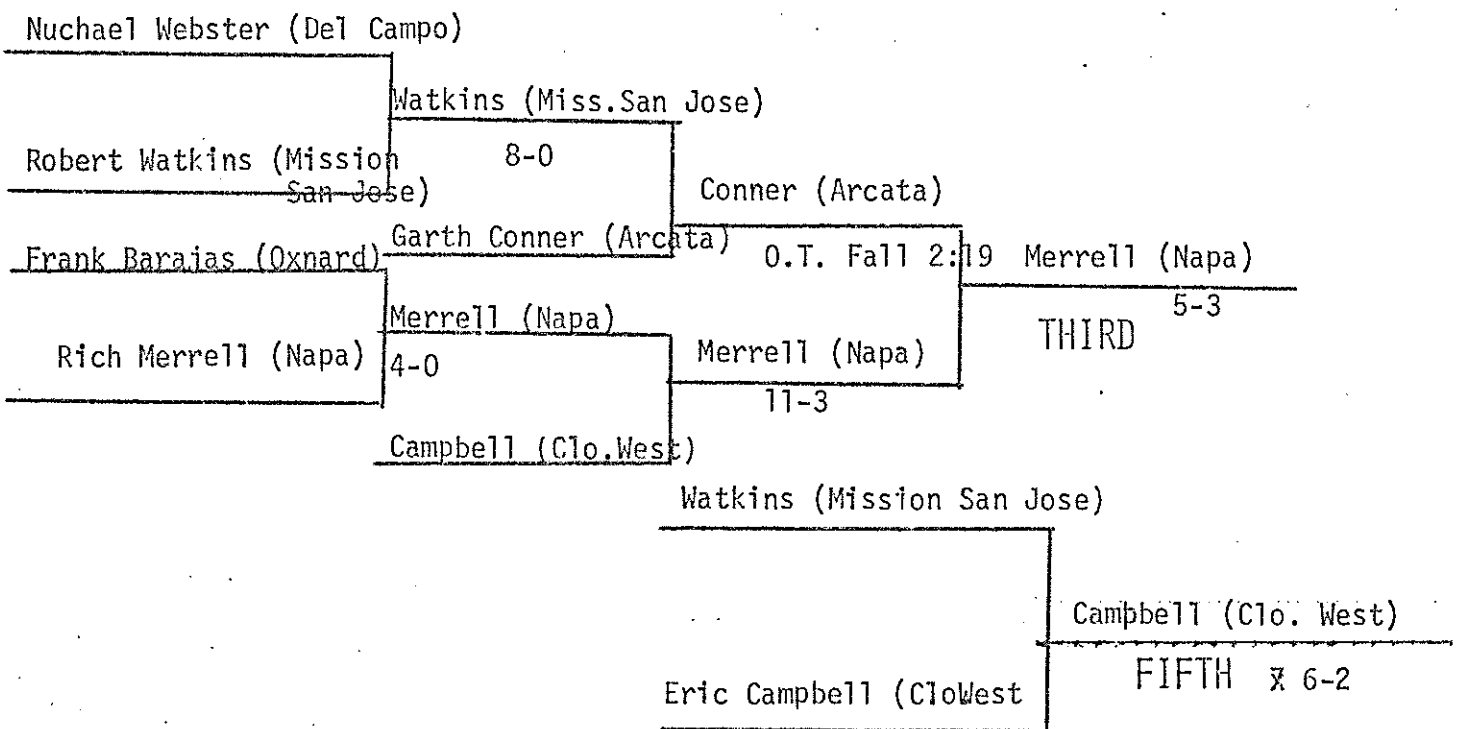 Nuchael Webster (Del Campo)
Watkins (Miss.San Jose)
Robert Watkins (Mission
San Jose)
8-0
Conner (Arcata)
Garth Conner (Arcata)
O.T. Fall 2:19
Frank Barajas (Oxnard)
Merrell (Napa)
5-3
THIRD
Merrell (Napa)
Rich Merrell (Napa)
4-0
Merrell (Napa)
11-3
Campbell (Clo.West)
Watkins (Mission San Jose)
Campbell (Clo. West)
FIFTH
6-2
Eric Campbell (CloWest